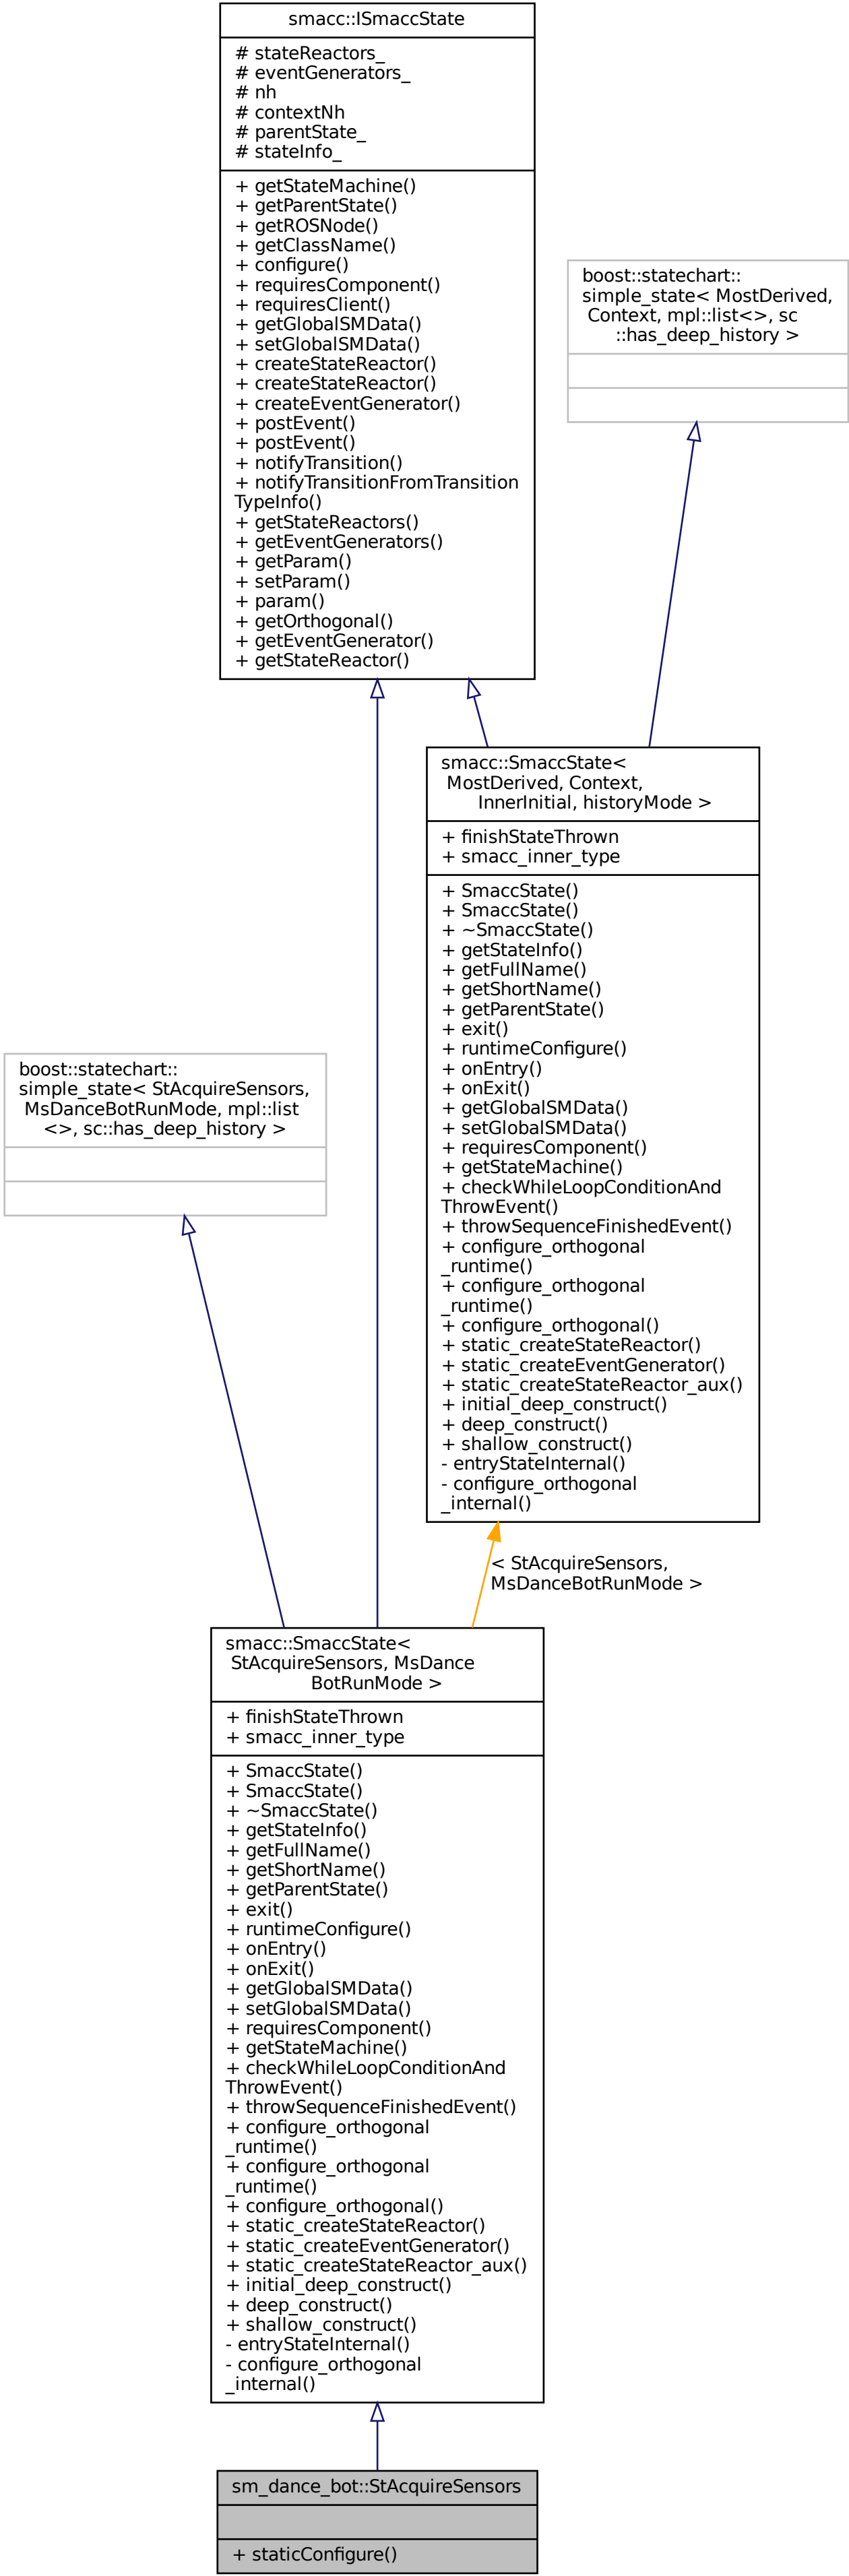 smacc::ISmaccState
# stateReactors_
# eventGenerators_
# nh
# contextNh
# parentState_
# stateInfo_
+ getStateMachine()
+ getParentState()
+ getROSNode()
+ getClassName()
+ configure()
+ requiresComponent()
+ requiresClient()
+ getGlobalSMData()
+ setGlobalSMData()
+ createStateReactor()
+ createStateReactor()
+ createEventGenerator()
+ postEvent()
+ postEvent()
+ notifyTransition()
+ notifyTransitionFromTransition
TypeInfo()
+ getStateReactors()
+ getEventGenerators()
+ getParam()
+ setParam()
+ param()
+ getOrthogonal()
+ getEventGenerator()
+ getStateReactor()
boost::statechart::
simple_state< MostDerived,
Context, mpl::list<>, sc
::has_deep_history >
smacc::SmaccState<
MostDerived, Context,
InnerInitial, historyMode >
+ finishStateThrown
+ smacc_inner_type
+ SmaccState()
+ SmaccState()
+ ~SmaccState()
+ getStateInfo()
+ getFullName()
+ getShortName()
+ getParentState()
+ exit()
+ runtimeConfigure()
+ onEntry()
+ onExit()
+ getGlobalSMData()
+ setGlobalSMData()
+ requiresComponent()
+ getStateMachine()
+ checkWhileLoopConditionAnd
ThrowEvent()
+ throwSequenceFinishedEvent()
+ configure_orthogonal
_runtime()
+ configure_orthogonal
_runtime()
+ configure_orthogonal()
+ static_createStateReactor()
+ static_createEventGenerator()
+ static_createStateReactor_aux()
+ initial_deep_construct()
+ deep_construct()
+ shallow_construct()
- entryStateInternal()
- configure_orthogonal
_internal()
boost::statechart::
simple_state< StAcquireSensors,
MsDanceBotRunMode, mpl::list
<>, sc::has_deep_history >
< StAcquireSensors,
MsDanceBotRunMode >
smacc::SmaccState<
StAcquireSensors, MsDance
BotRunMode >
+ finishStateThrown
+ smacc_inner_type
+ SmaccState()
+ SmaccState()
+ ~SmaccState()
+ getStateInfo()
+ getFullName()
+ getShortName()
+ getParentState()
+ exit()
+ runtimeConfigure()
+ onEntry()
+ onExit()
+ getGlobalSMData()
+ setGlobalSMData()
+ requiresComponent()
+ getStateMachine()
+ checkWhileLoopConditionAnd
ThrowEvent()
+ throwSequenceFinishedEvent()
+ configure_orthogonal
_runtime()
+ configure_orthogonal
_runtime()
+ configure_orthogonal()
+ static_createStateReactor()
+ static_createEventGenerator()
+ static_createStateReactor_aux()
+ initial_deep_construct()
+ deep_construct()
+ shallow_construct()
- entryStateInternal()
- configure_orthogonal
_internal()
sm_dance_bot::StAcquireSensors
+ staticConfigure()